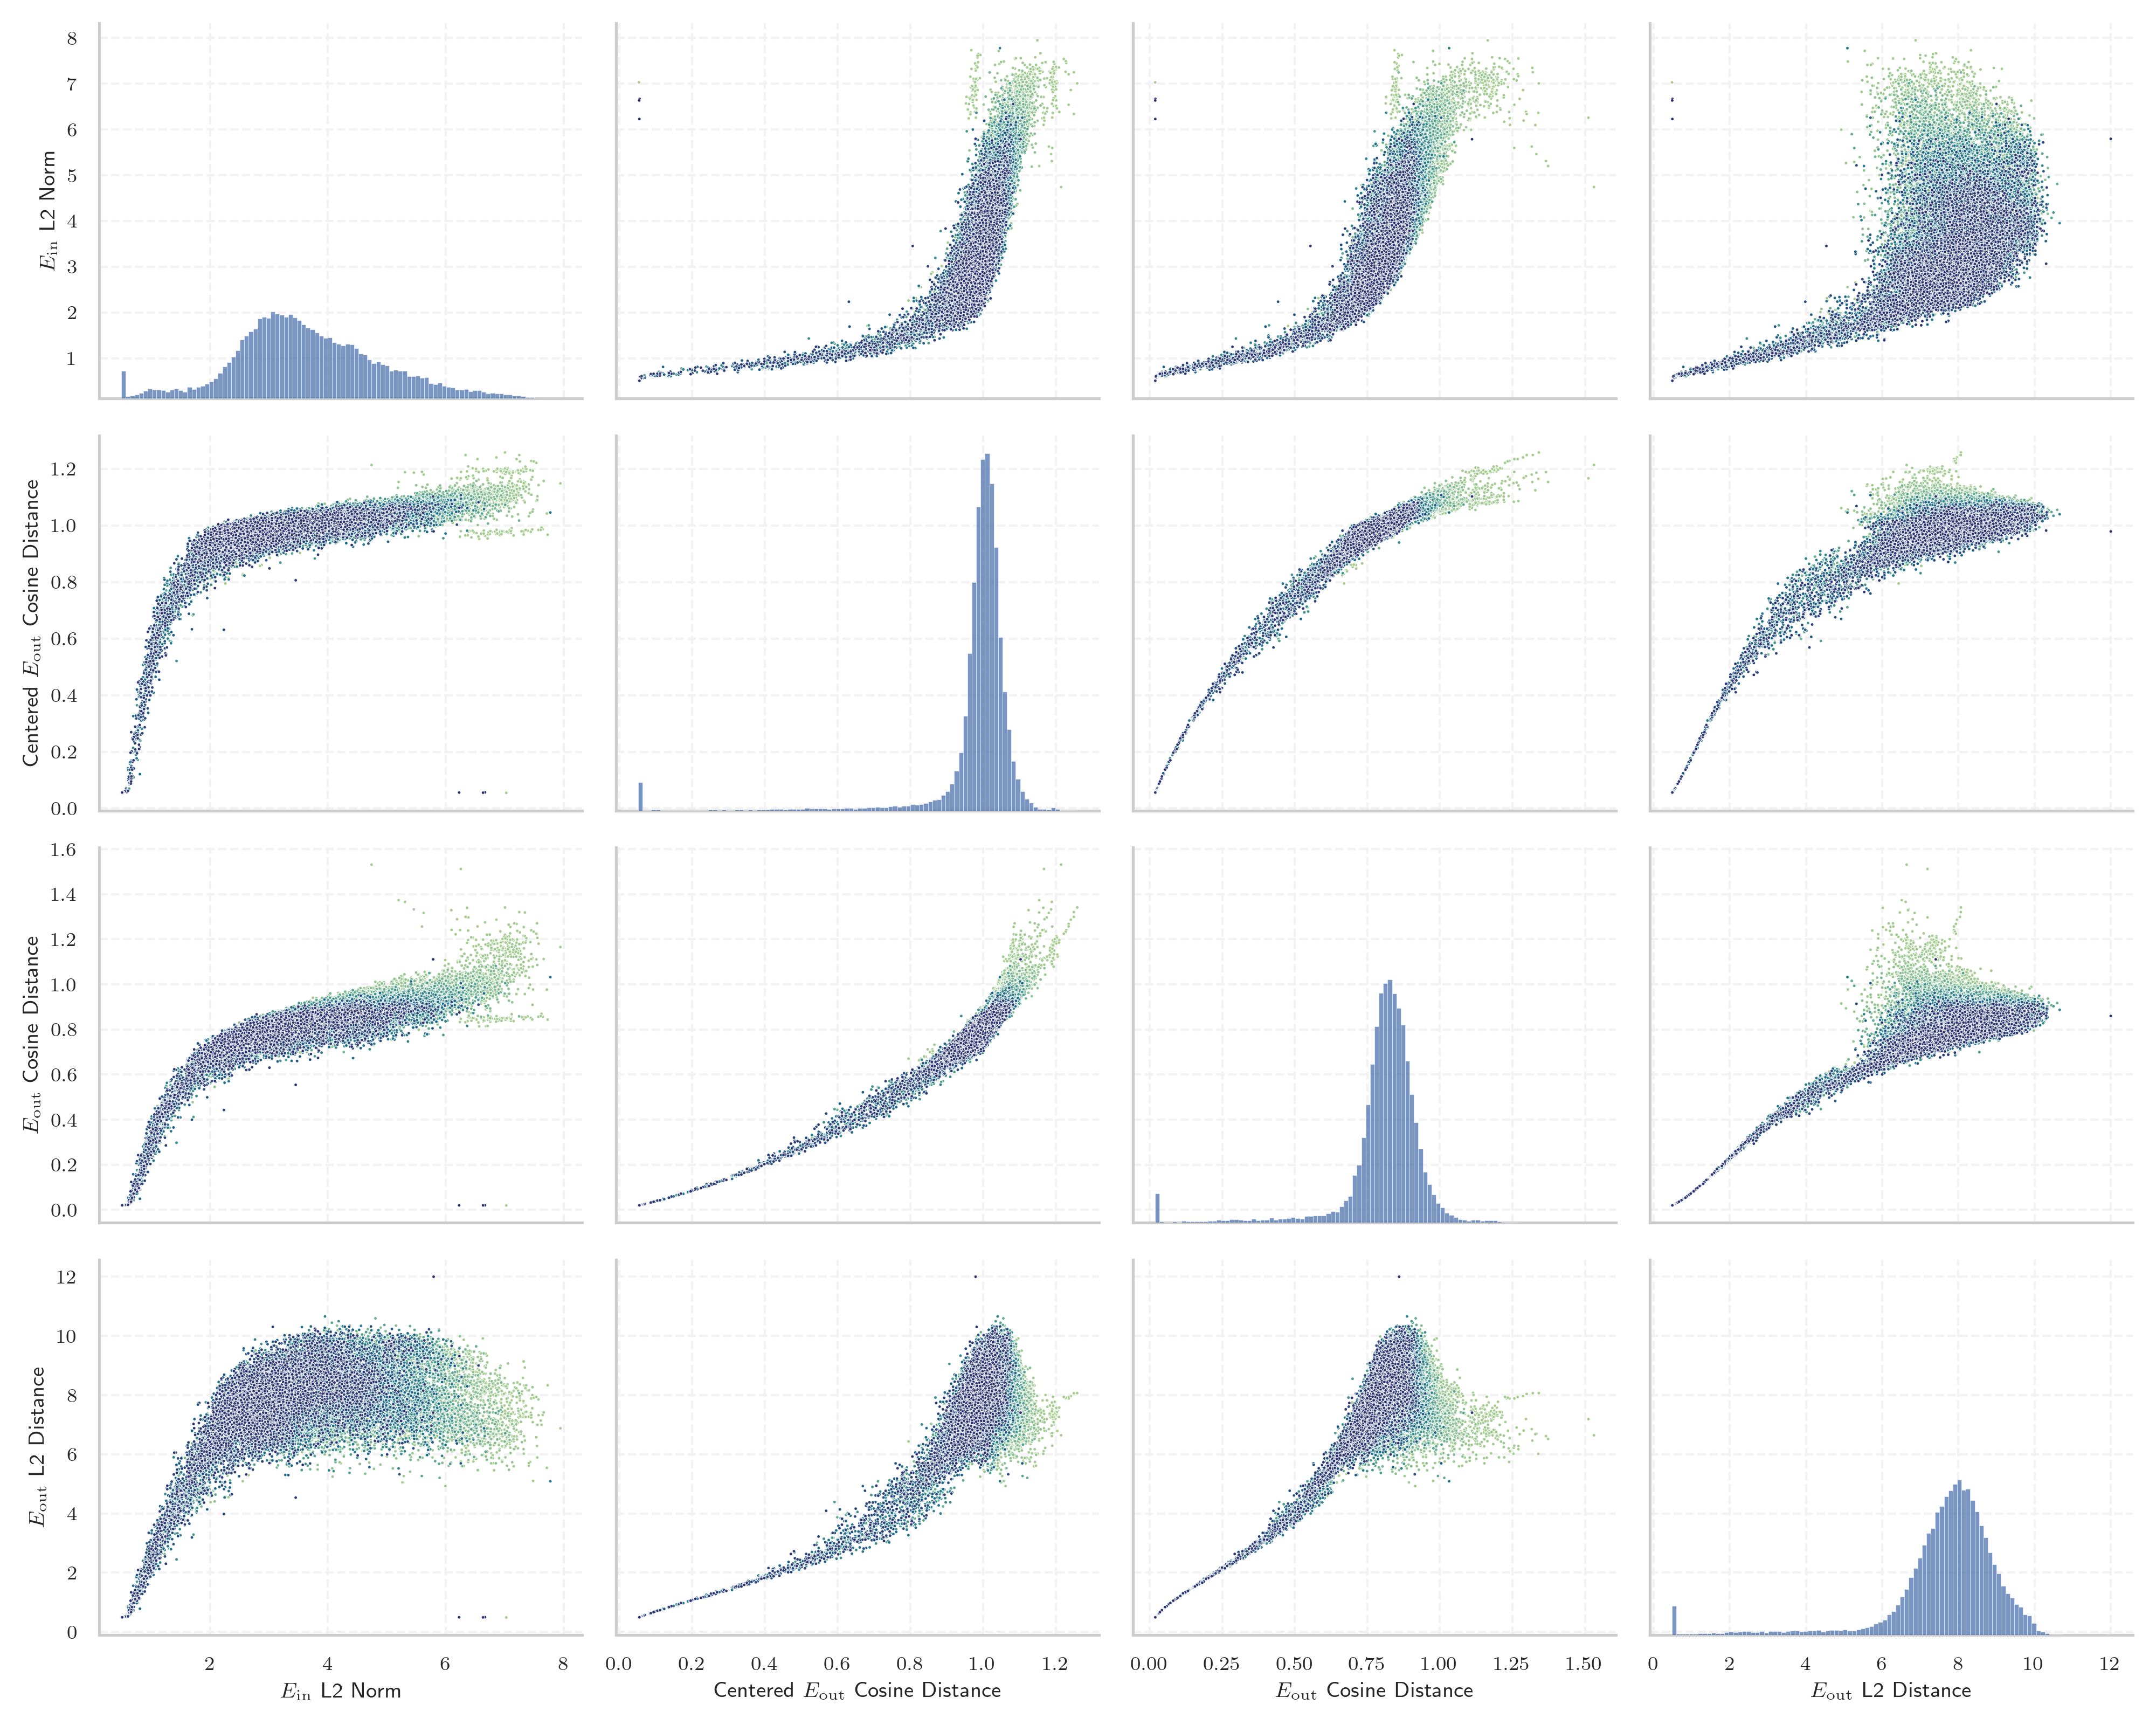 8
7
6
5
4
3
2
1
E_in L2 Norm
1.2
1.0
0.8
0.6
0.4
0.2
0.0
Centered E_out Cosine Distance
1.6
1.4
1.2
1.0
0.8
0.6
0.4
0.2
0.0
E_out Cosine Distance
12
10
8
6
4
2
0
E_out L2 Distance
2 4 6 8
0.0 0.2 0.4 0.6 0.8 1.0 1.2
0.00 0.25 0.50 0.75 1.00 1.25 1.50
0 2 4 6 8 10 12
E_in L2 Norm
Centered E_out Cosine Distance
E_out Cosine Distance
E_out L2 Distance